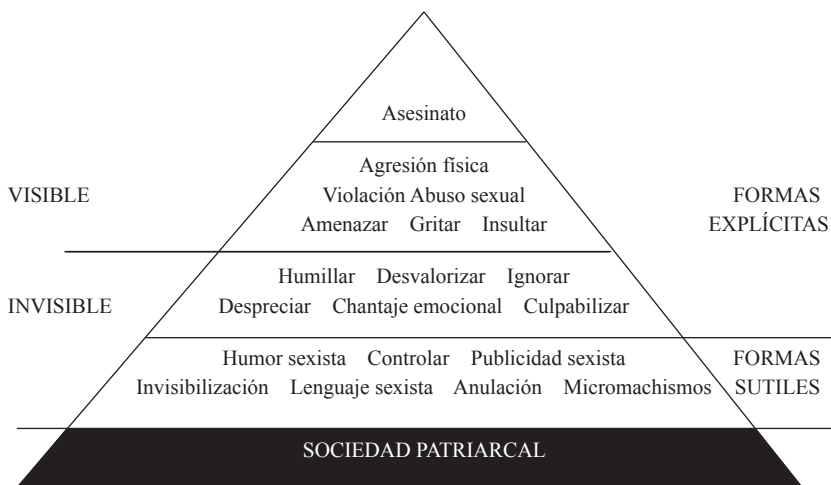 Asesinato
Agresión física
VISIBLE
Violación Abuso sexual
FORMAS
Amenazar Gritar Insultar
EXPLÍCITAS
Humillar Desvalorizar Ignorar
INVISIBLE
Despreciar Chantaje emocional Culpabilizar
Humor sexista Controlar Publicidad sexista
FORMAS
Invisibilización Lenguaje sexista Anulación Micromachismos
SUTILES
SOCIEDAD PATRIARCAL